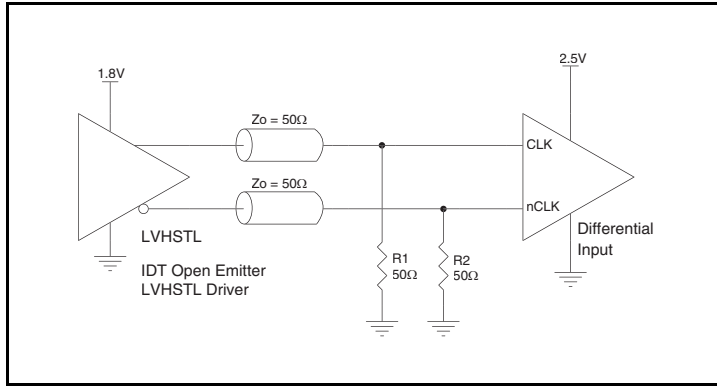 1.8V
2.5V
Zo = 50Ω
CLK
Zo = 50Ω
nCLK
LVHSTL
IDT Open Emitter
LVHSTL Driver
R1
50Ω
R2
50Ω
Differential
Input